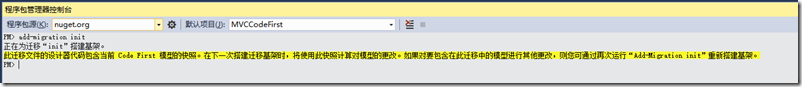 程序包管理器控制台
程序包源(K): nuget.org 默认项目(J): MVCCodeFirst
PM> add-migration init
正在为迁移“init”搭建基架。
此迁移文件的设计器代码包含当前 Code First 模型的快照。在下一次搭建迁移基架时，将使用此快照计算对模型的更改。如果对要包含在此迁移中的模型进行其他更改，则您可通过再次运行“Add-Migration init”重新搭建基架。
PM>